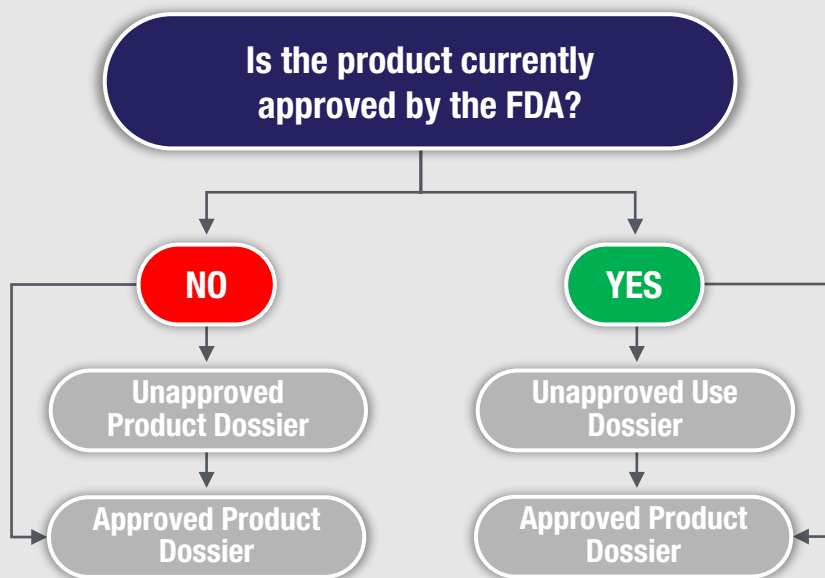 Is the product currently
approved by the FDA?
NO
YES
Unapproved
Product Dossier
Unapproved Use
Dossier
Approved Product
Dossier
Approved Product
Dossier